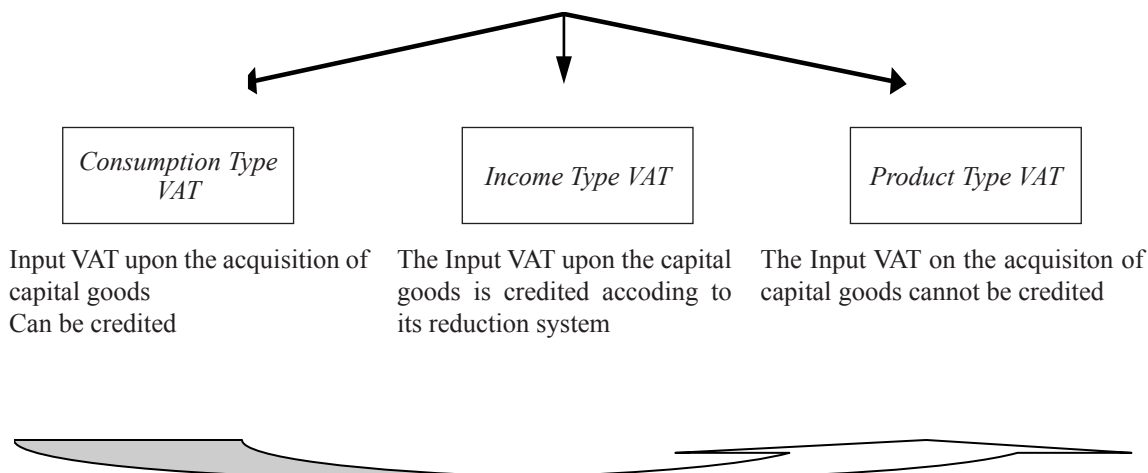 Consumption Type
VAT
Income Type VAT
Product Type VAT
Input VAT upon the acquisition of
capital goods
Can be credited
The Input VAT upon the capital
goods is credited accoding to
its reduction system
The Input VAT on the acquisiton of
capital goods cannot be credited